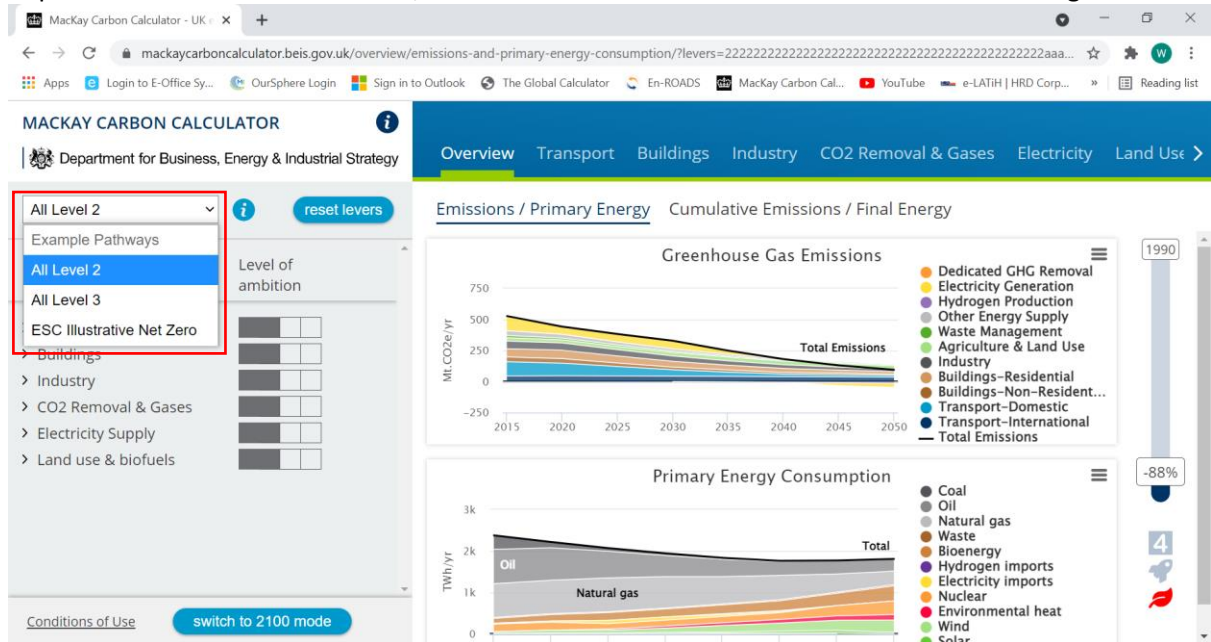 MacKay Carbon Calculator - UK
mackaycarboncalculator.beis.gov.uk/overview/emissions-and-primary-energy-consumption/?levers=22222222222222222222222222222222222222222222aaa...
Apps
Login to E-Office Sy...
OurSphere Login
Sign in to Outlook
The Global Calculator
En-ROADS
MacKay Carbon Cal...
YouTube
e-LATiH | HRD Corp...
»
Reading list
W
MACKAY CARBON CALCULATOR
Department for Business, Energy & Industrial Strategy
Overview Transport Buildings Industry CO2 Removal & Gases Electricity Land Use
All Level 2
reset levers
Example Pathways
All Level 2
All Level 3
ESC Illustrative Net Zero
Level of
ambition
Buildings
Industry
CO2 Removal & Gases
Electricity Supply
Land use & biofuels
Conditions of Use
switch to 2100 mode
Emissions / Primary Energy Cumulative Emissions / Final Energy
Greenhouse Gas Emissions
Mt.CO2e/yr
750
500
250
0
-250
2015 2020 2025 2030 2035 2040 2045 2050
Total Emissions
Dedicated GHG Removal
Electricity Generation
Hydrogen Production
Other Energy Supply
Waste Management
Agriculture & Land Use
Industry
Buildings-Residential
Buildings-Non-Resident...
Transport-Domestic
Transport-International
Total Emissions
Primary Energy Consumption
TWh/yr
3k
2k
1k
0
Oil
Natural gas
Total
Coal
Oil
Natural gas
Waste
Bioenergy
Hydrogen imports
Electricity imports
Nuclear
Environmental heat
Wind
Solar
1990
-88%
4